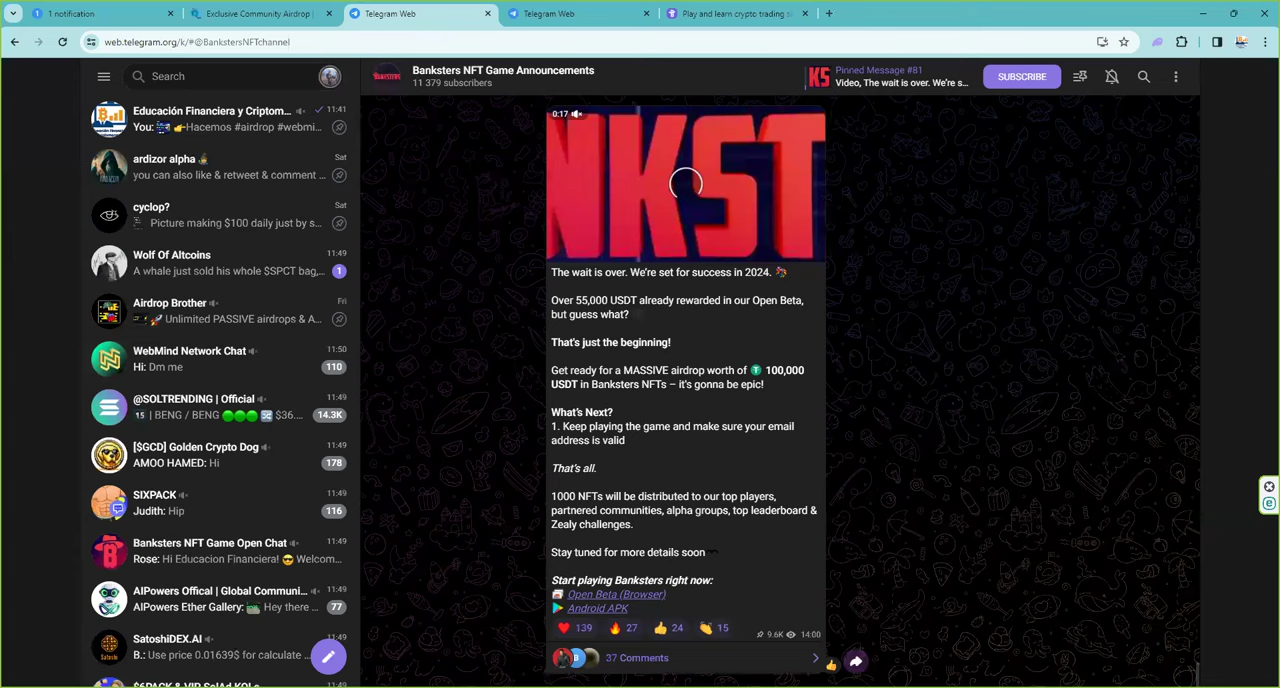 1 notification
Exclusive Community Airdrop |
Telegram Web
Telegram Web
Play and learn crypto trading s
web.telegram.org/k/#@BankstersNFTchannel
Search
Educación Financiera y Criptom... 11:41
You: 👉Hacemos #airdrop #webmi...
ardizor alpha Sat
you can also like & retweet & comment ...
cyclop? Sat
Picture making $100 daily just by s...
Wolf Of Altcoins 11:49
A whale just sold his whole $SPCT bag,... 1
Airdrop Brother Fri
🚀 Unlimited PASSIVE airdrops & A...
WebMind Network Chat 11:50
Hi: Dm me 110
@SOLTRENDING | Official 11:49
15 | BENG / BENG 🟢🟢🟢 $36.... 14.3K
[$GCD] Golden Crypto Dog 11:49
AMOO HAMED: Hi 178
SIXPACK 11:49
Judith: Hip 116
Banksters NFT Game Open Chat 11:49
Rose: Hi Educacion Financiera! 😎 Welcom...
AIPowers Offical | Global Communi... 11:49
AIPowers Ether Gallery: Hey there ... 77
SatoshiDEX.AI 11:49
B.: Use price 0.01639$ for calculate ...
$6PACK & VIP SolAd KOLs 11:49
BANKSTERS
Banksters NFT Game Announcements
11 379 subscribers
KS
Pinned Message #81
Video, The wait is over. We're s...
SUBSCRIBE
0:17
NKST
The wait is over. We're set for success in 2024.
Over 55,000 USDT already rewarded in our Open Beta,
but guess what?
That's just the beginning!
Get ready for a MASSIVE airdrop worth of 100,000
USDT in Banksters NFTs – it's gonna be epic!
What's Next?
1. Keep playing the game and make sure your email
address is valid
That's all.
1000 NFTs will be distributed to our top players,
partnered communities, alpha groups, top leaderboard &
Zealy challenges.
Stay tuned for more details soon
Start playing Banksters right now:
Open Beta (Browser)
Android APK
❤️ 139 🔥 27 👍 24 👏 15
9.6K 14:00
B
37 Comments